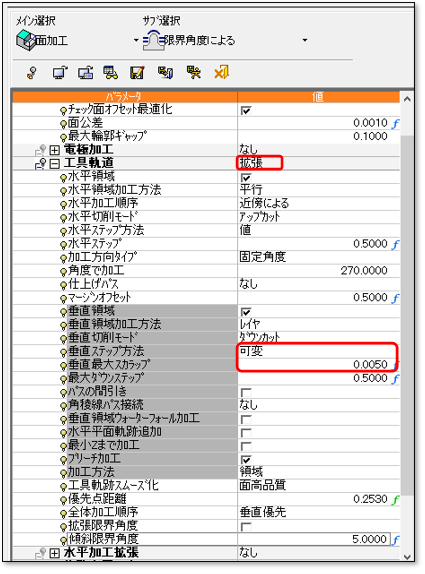 メイン選択 サブ選択
面加工 限界角度による
パラメータ 値
チェック面オフセット最適化
面公差 0.0010 f
最大輪郭ギャップ 0.1000
電極加工 なし
工具軌道 拡張
水平領域
水平領域加工方法 平行
水平加工順序 近傍による
水平切削モード アップカット
水平ステップ方法 値
水平ステップ 0.5000 f
加工方向タイプ 固定角度
角度で加工 270.0000
仕上げパス なし
マージンオフセット 0.5000 f
垂直領域
垂直領域加工方法 レイヤ
垂直切削モード ダウンカット
垂直ステップ方法 可変
垂直最大スカラップ 0.0050 f
最大ダウンステップ 0.5000 f
パスの間引き
角稜線パス接続 なし
垂直領域ウォーターフォール加工
水平平面軌跡追加
最小Zまで加工
フリーチ加工
加工方法 領域
工具軌跡スムーズ化 面高品質
優先点距離 0.2530 f
全体加工順序 垂直優先
拡張限界角度
傾斜限界角度 5.0000 f
水平加工拡張 なし